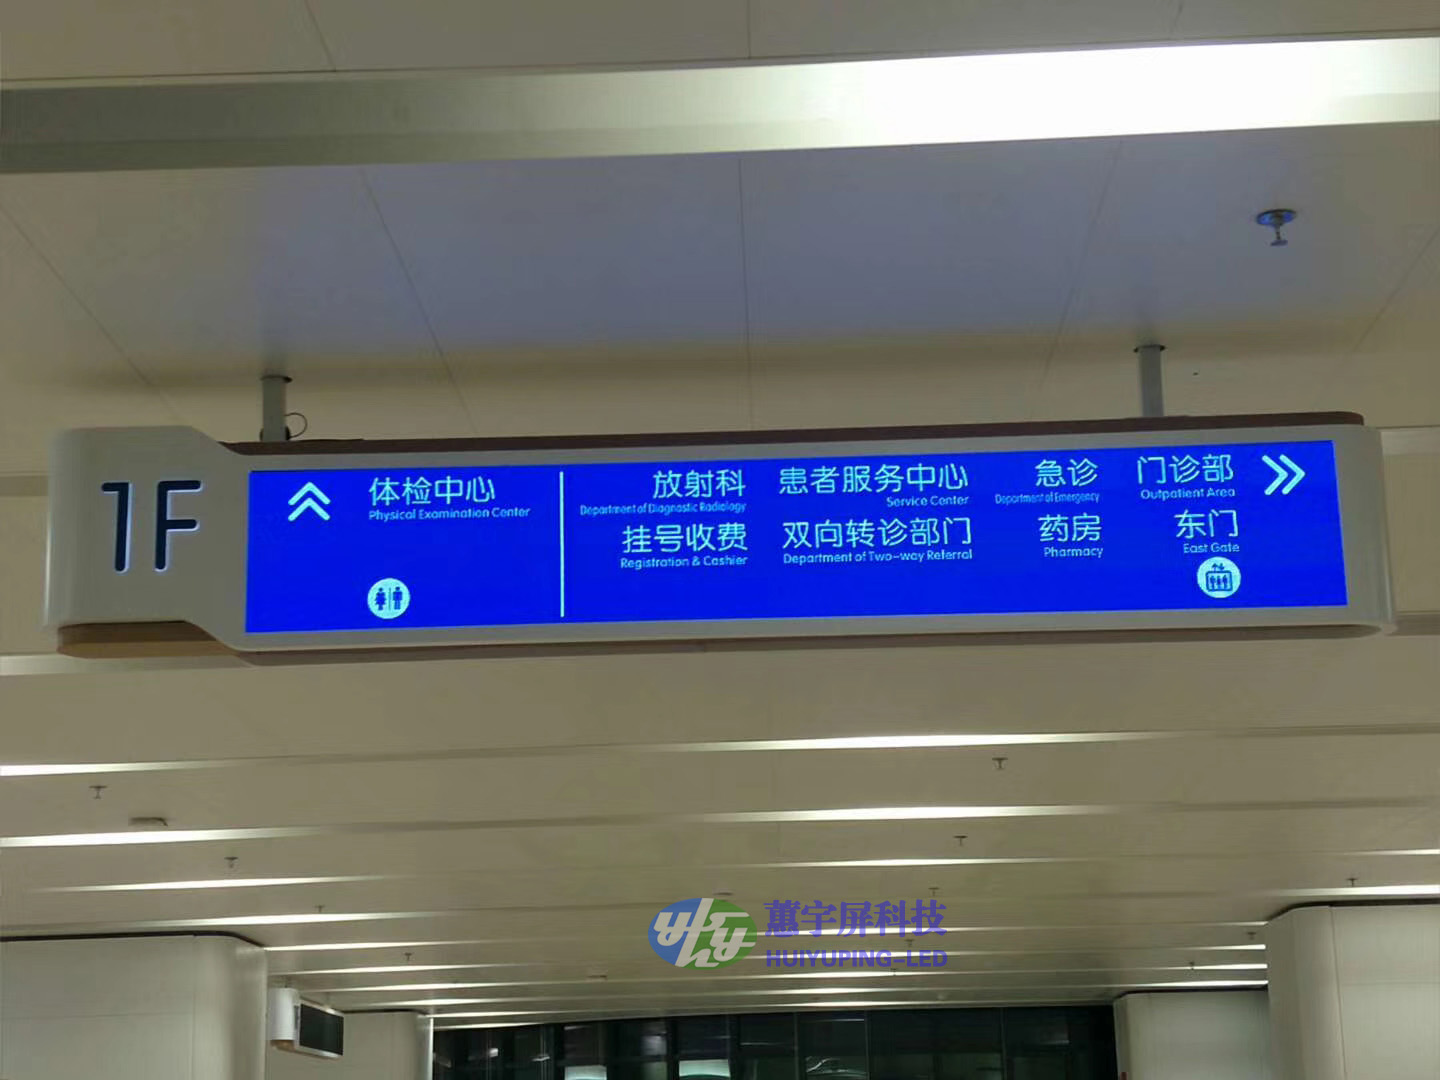 1F
体检中心
Physical Examination Center
放射科
Department of Diagnostic Radiology
挂号收费
Registration & Cashier
患者服务中心
Service Center
双向转诊部门
Department of Two-way Referral
急诊
Department of Emergency
药房
Pharmacy
门诊部
Outpatient Area
东门
East Gate
yhy
蕙宇屏科技
HUIYUPING-LED